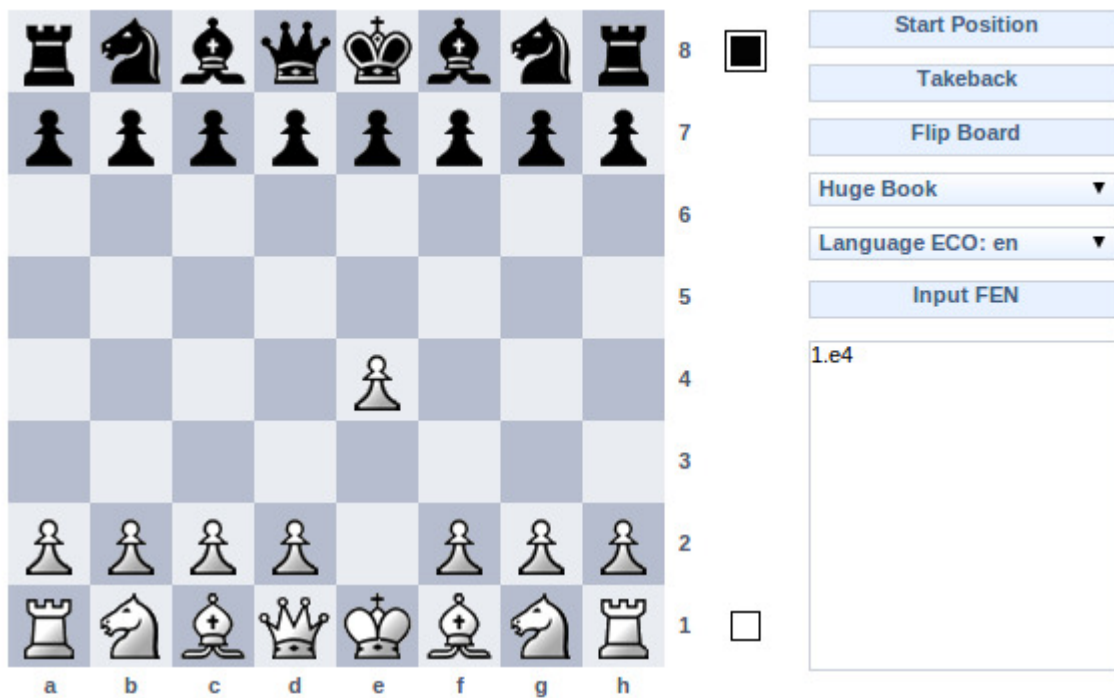 8
7
6
5
4
3
2
1
a b c d e f g h
Start Position
Takeback
Flip Board
Huge Book
Language ECO: en
Input FEN
1.e4